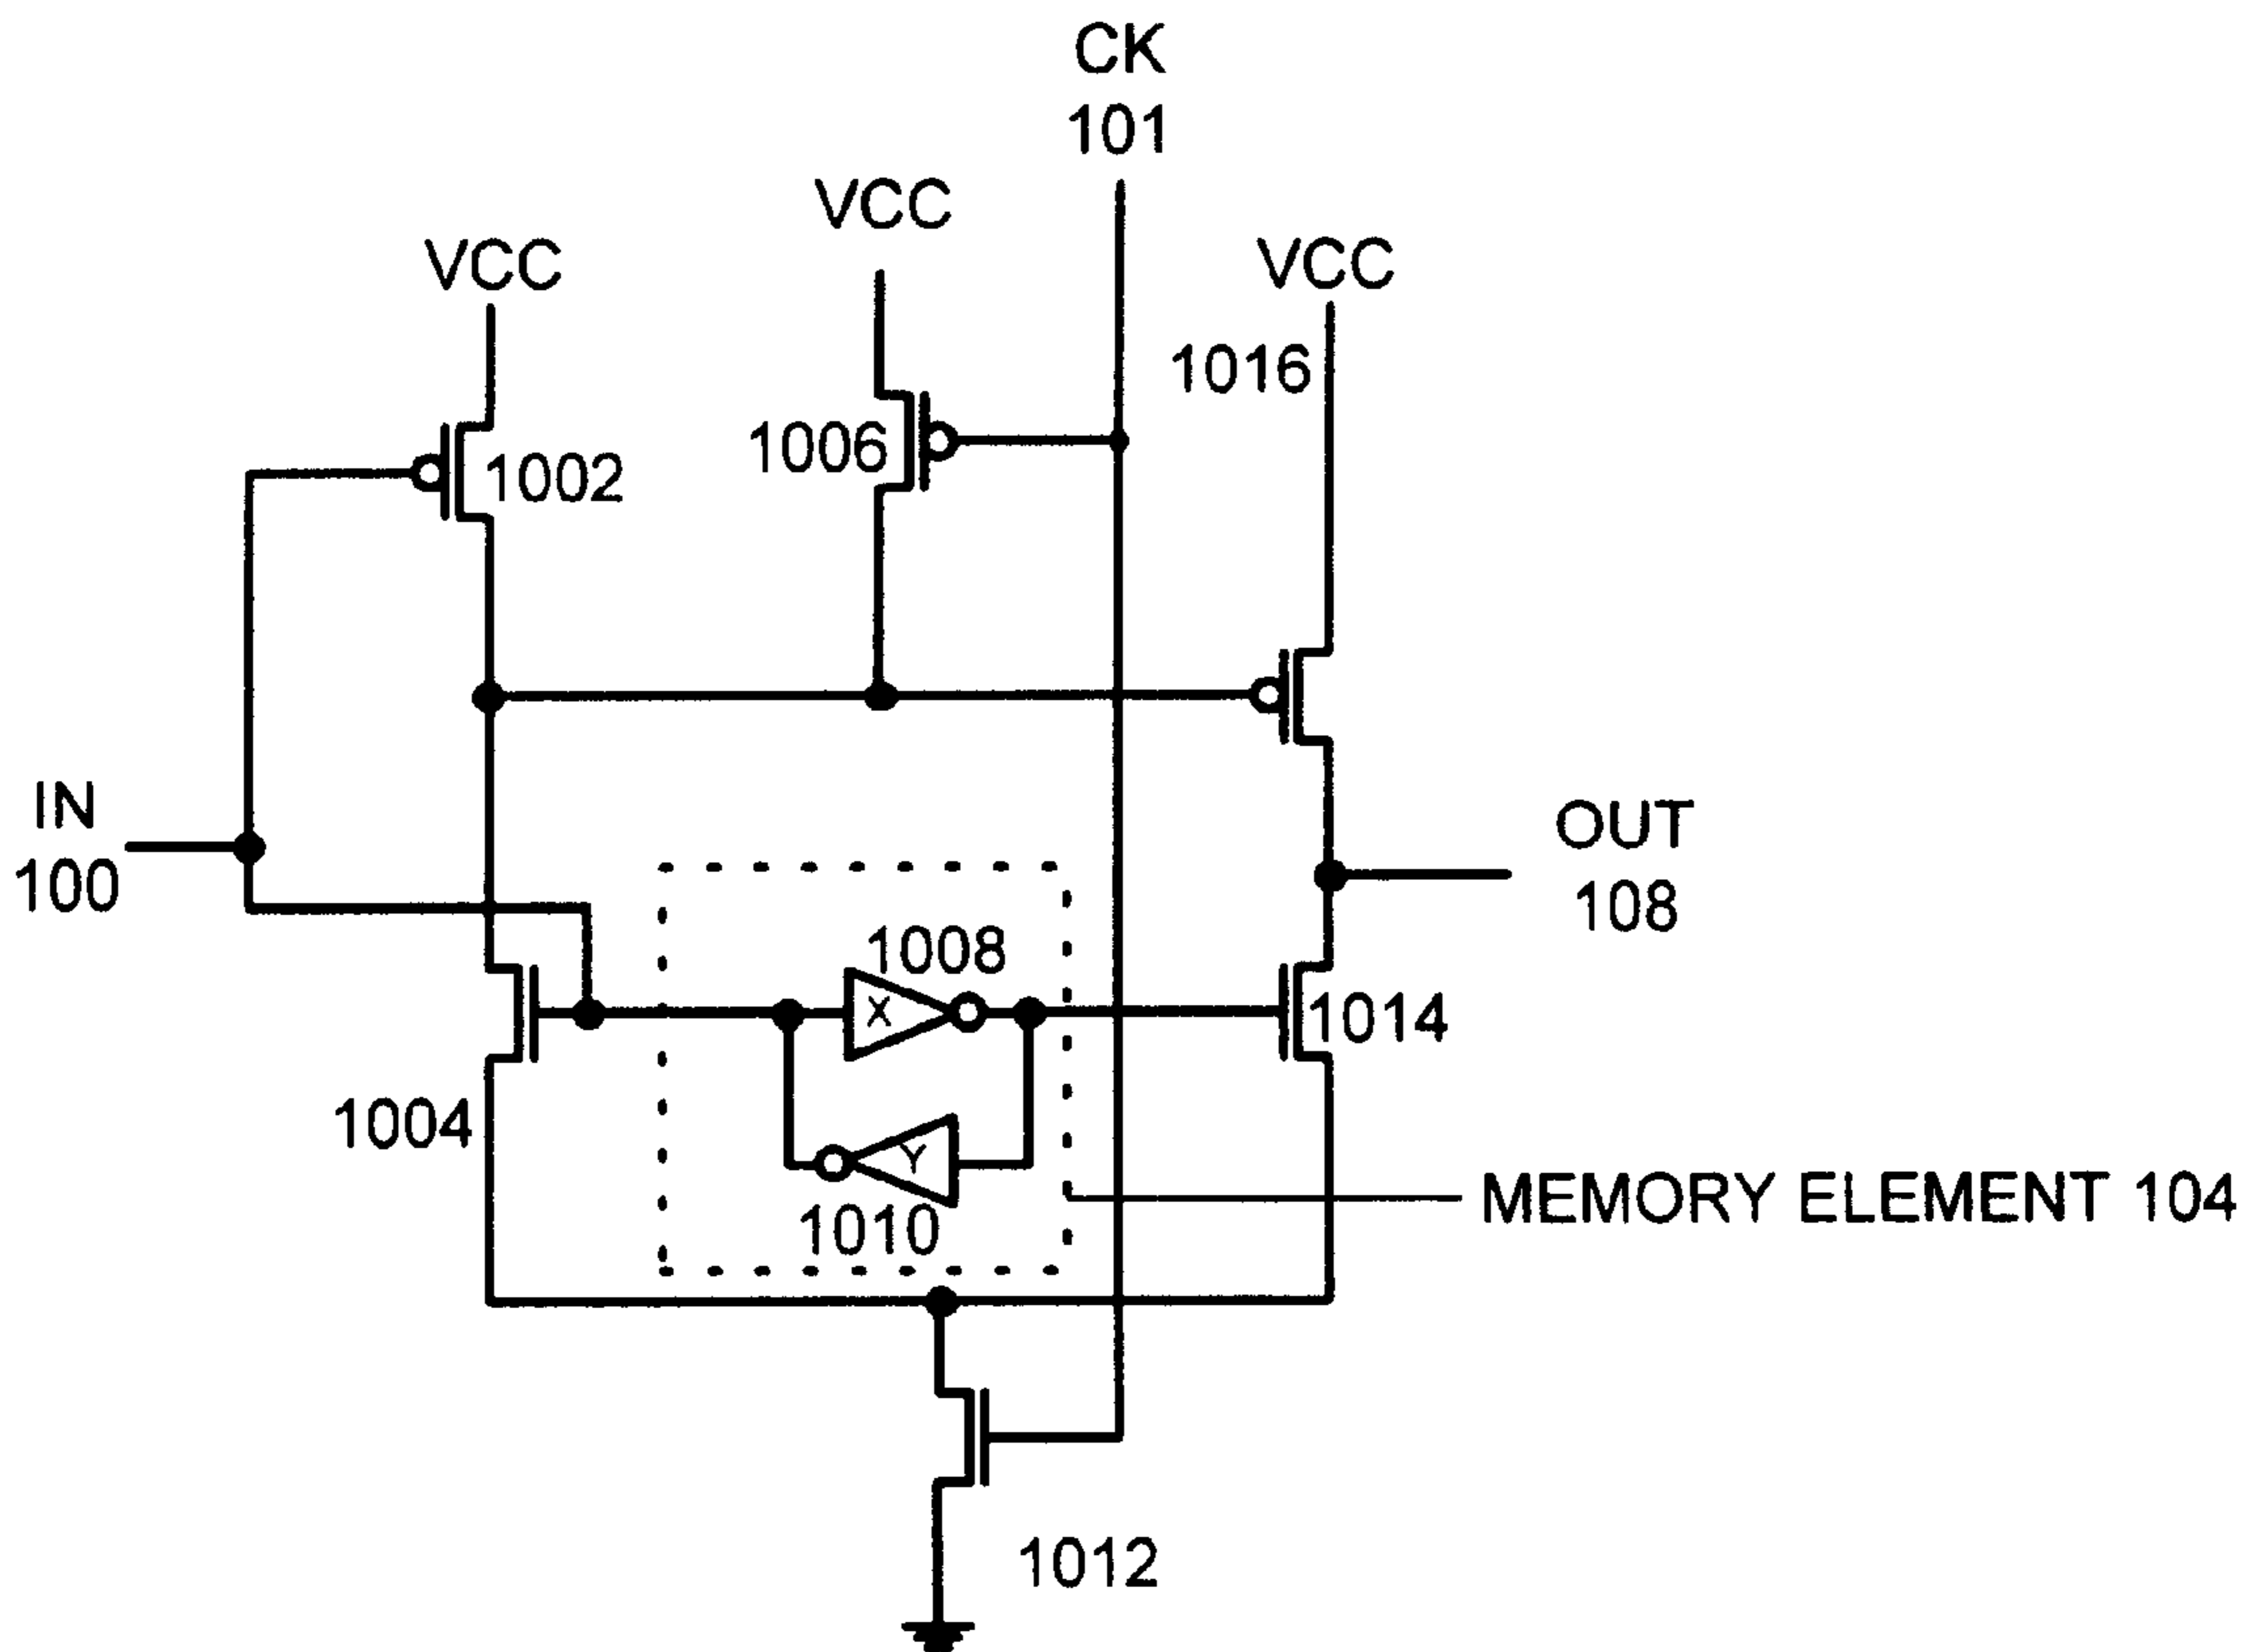 CK
101
VCC
VCC
VCC
1016
1006
1002
IN
100
OUT
108
1008
X
1014
1004
Y
1010
MEMORY ELEMENT 104
1012